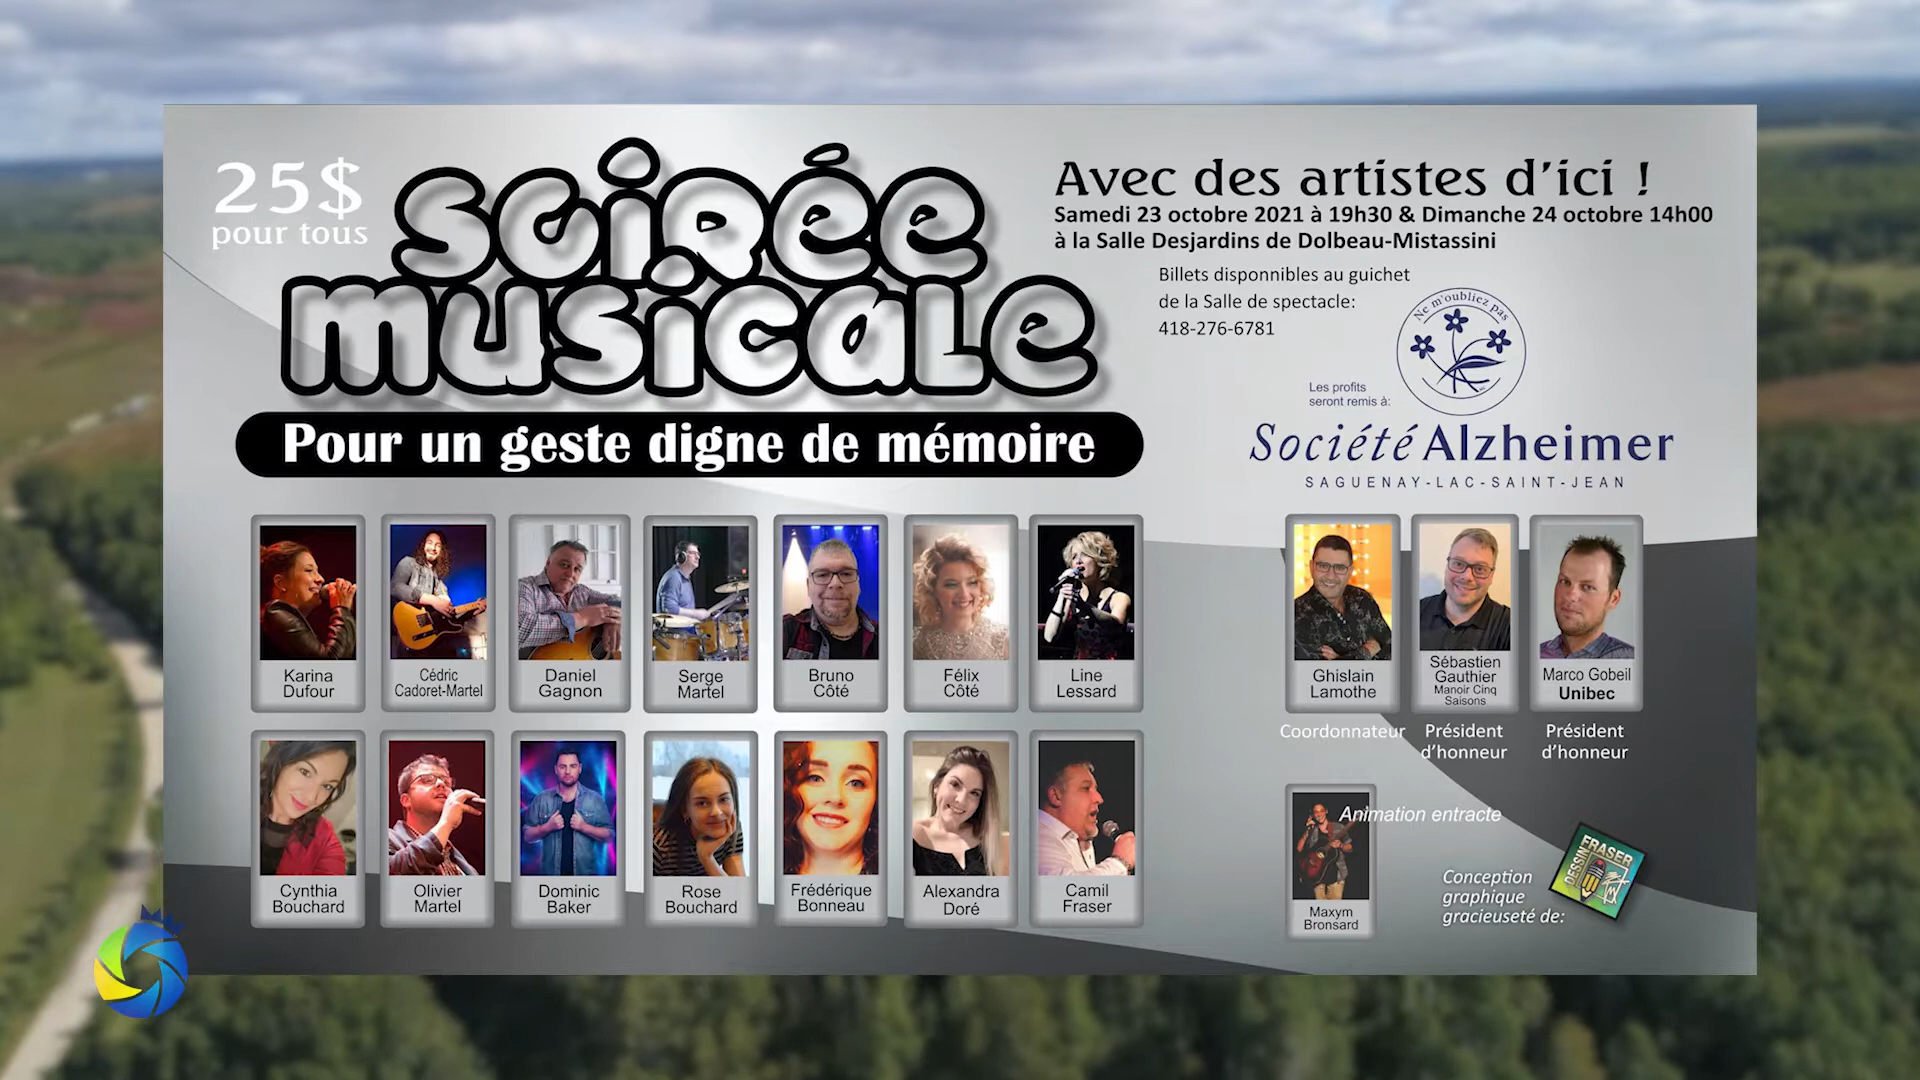 25$
pour tous
Soirée
musicale
Pour un geste digne de mémoire
Avec des artistes d'ici !
Samedi 23 octobre 2021 à 19h30 & Dimanche 24 octobre 14h00
à la Salle Desjardins de Dolbeau-Mistassini
Billets disponnibles au guichet
de la Salle de spectacle:
418-276-6781
Ne m'oubliez pas
Les profits
seront remis à:
Société Alzheimer
SAGUENAY-LAC-SAINT-JEAN
Karina
Dufour
Cédric
Cadoret-Martel
Daniel
Gagnon
Serge
Martel
Bruno
Côté
Félix
Côté
Line
Lessard
Cynthia
Bouchard
Olivier
Martel
Dominic
Baker
Rose
Bouchard
Frédérique
Bonneau
Alexandra
Doré
Camil
Fraser
Ghislain
Lamothe
Coordonnateur
Sébastien
Gauthier
Manoir Cinq
Saisons
Président
d'honneur
Marco Gobeil
Unibec
Président
d'honneur
Animation entracte
Maxym
Bronsard
Conception
graphique
gracieuseté de:
DESSIN
FRASER